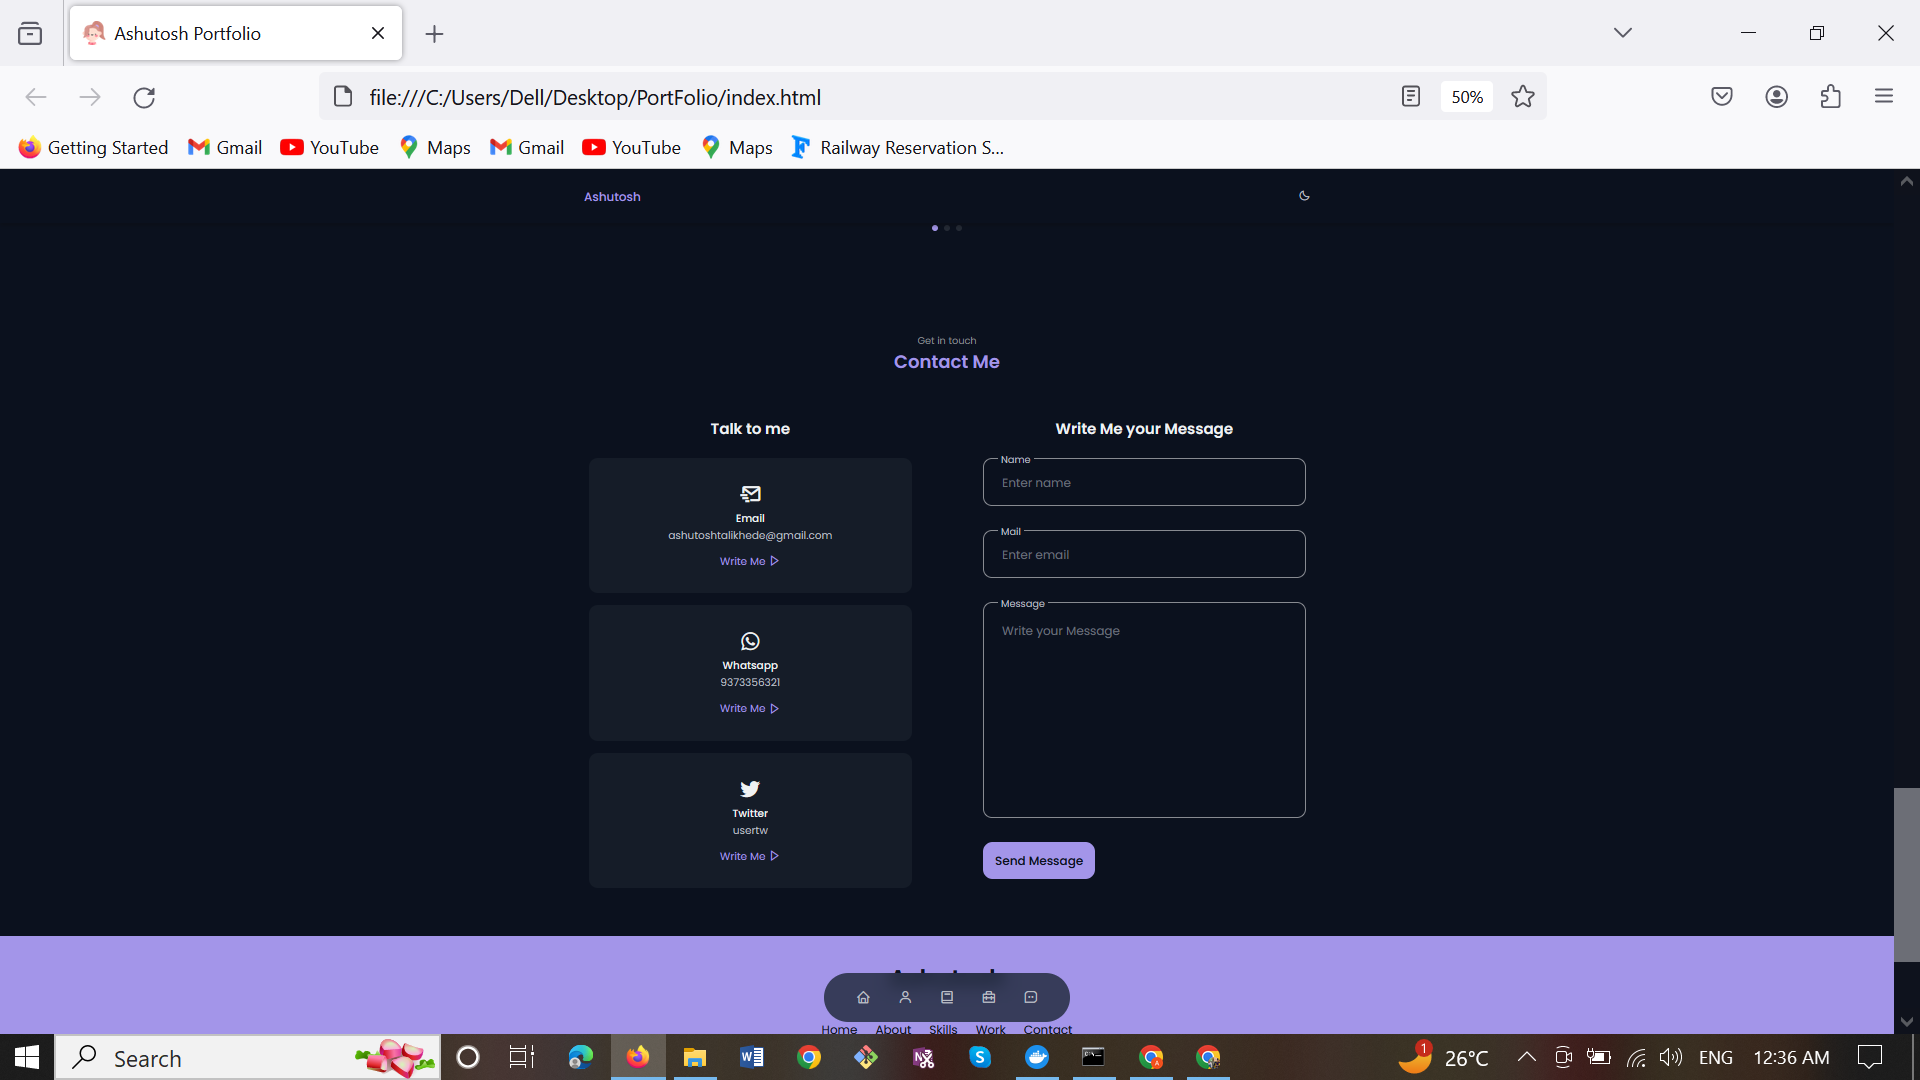 Ashutosh Portfolio
file:///C:/Users/Dell/Desktop/PortFolio/index.html
50%
Getting Started Gmail YouTube Maps Gmail YouTube Maps Railway Reservation S...
Ashutosh
Get in touch
Contact Me
Talk to me
Email
ashutoshtalikhede@gmail.com
Write Me
Whatsapp
9373356321
Write Me
Twitter
usertw
Write Me
Write Me your Message
Name
Enter name
Mail
Enter email
Message
Write your Message
Send Message
Home About Skills Work Contact
Search
1
26°C
ENG
12:36 AM